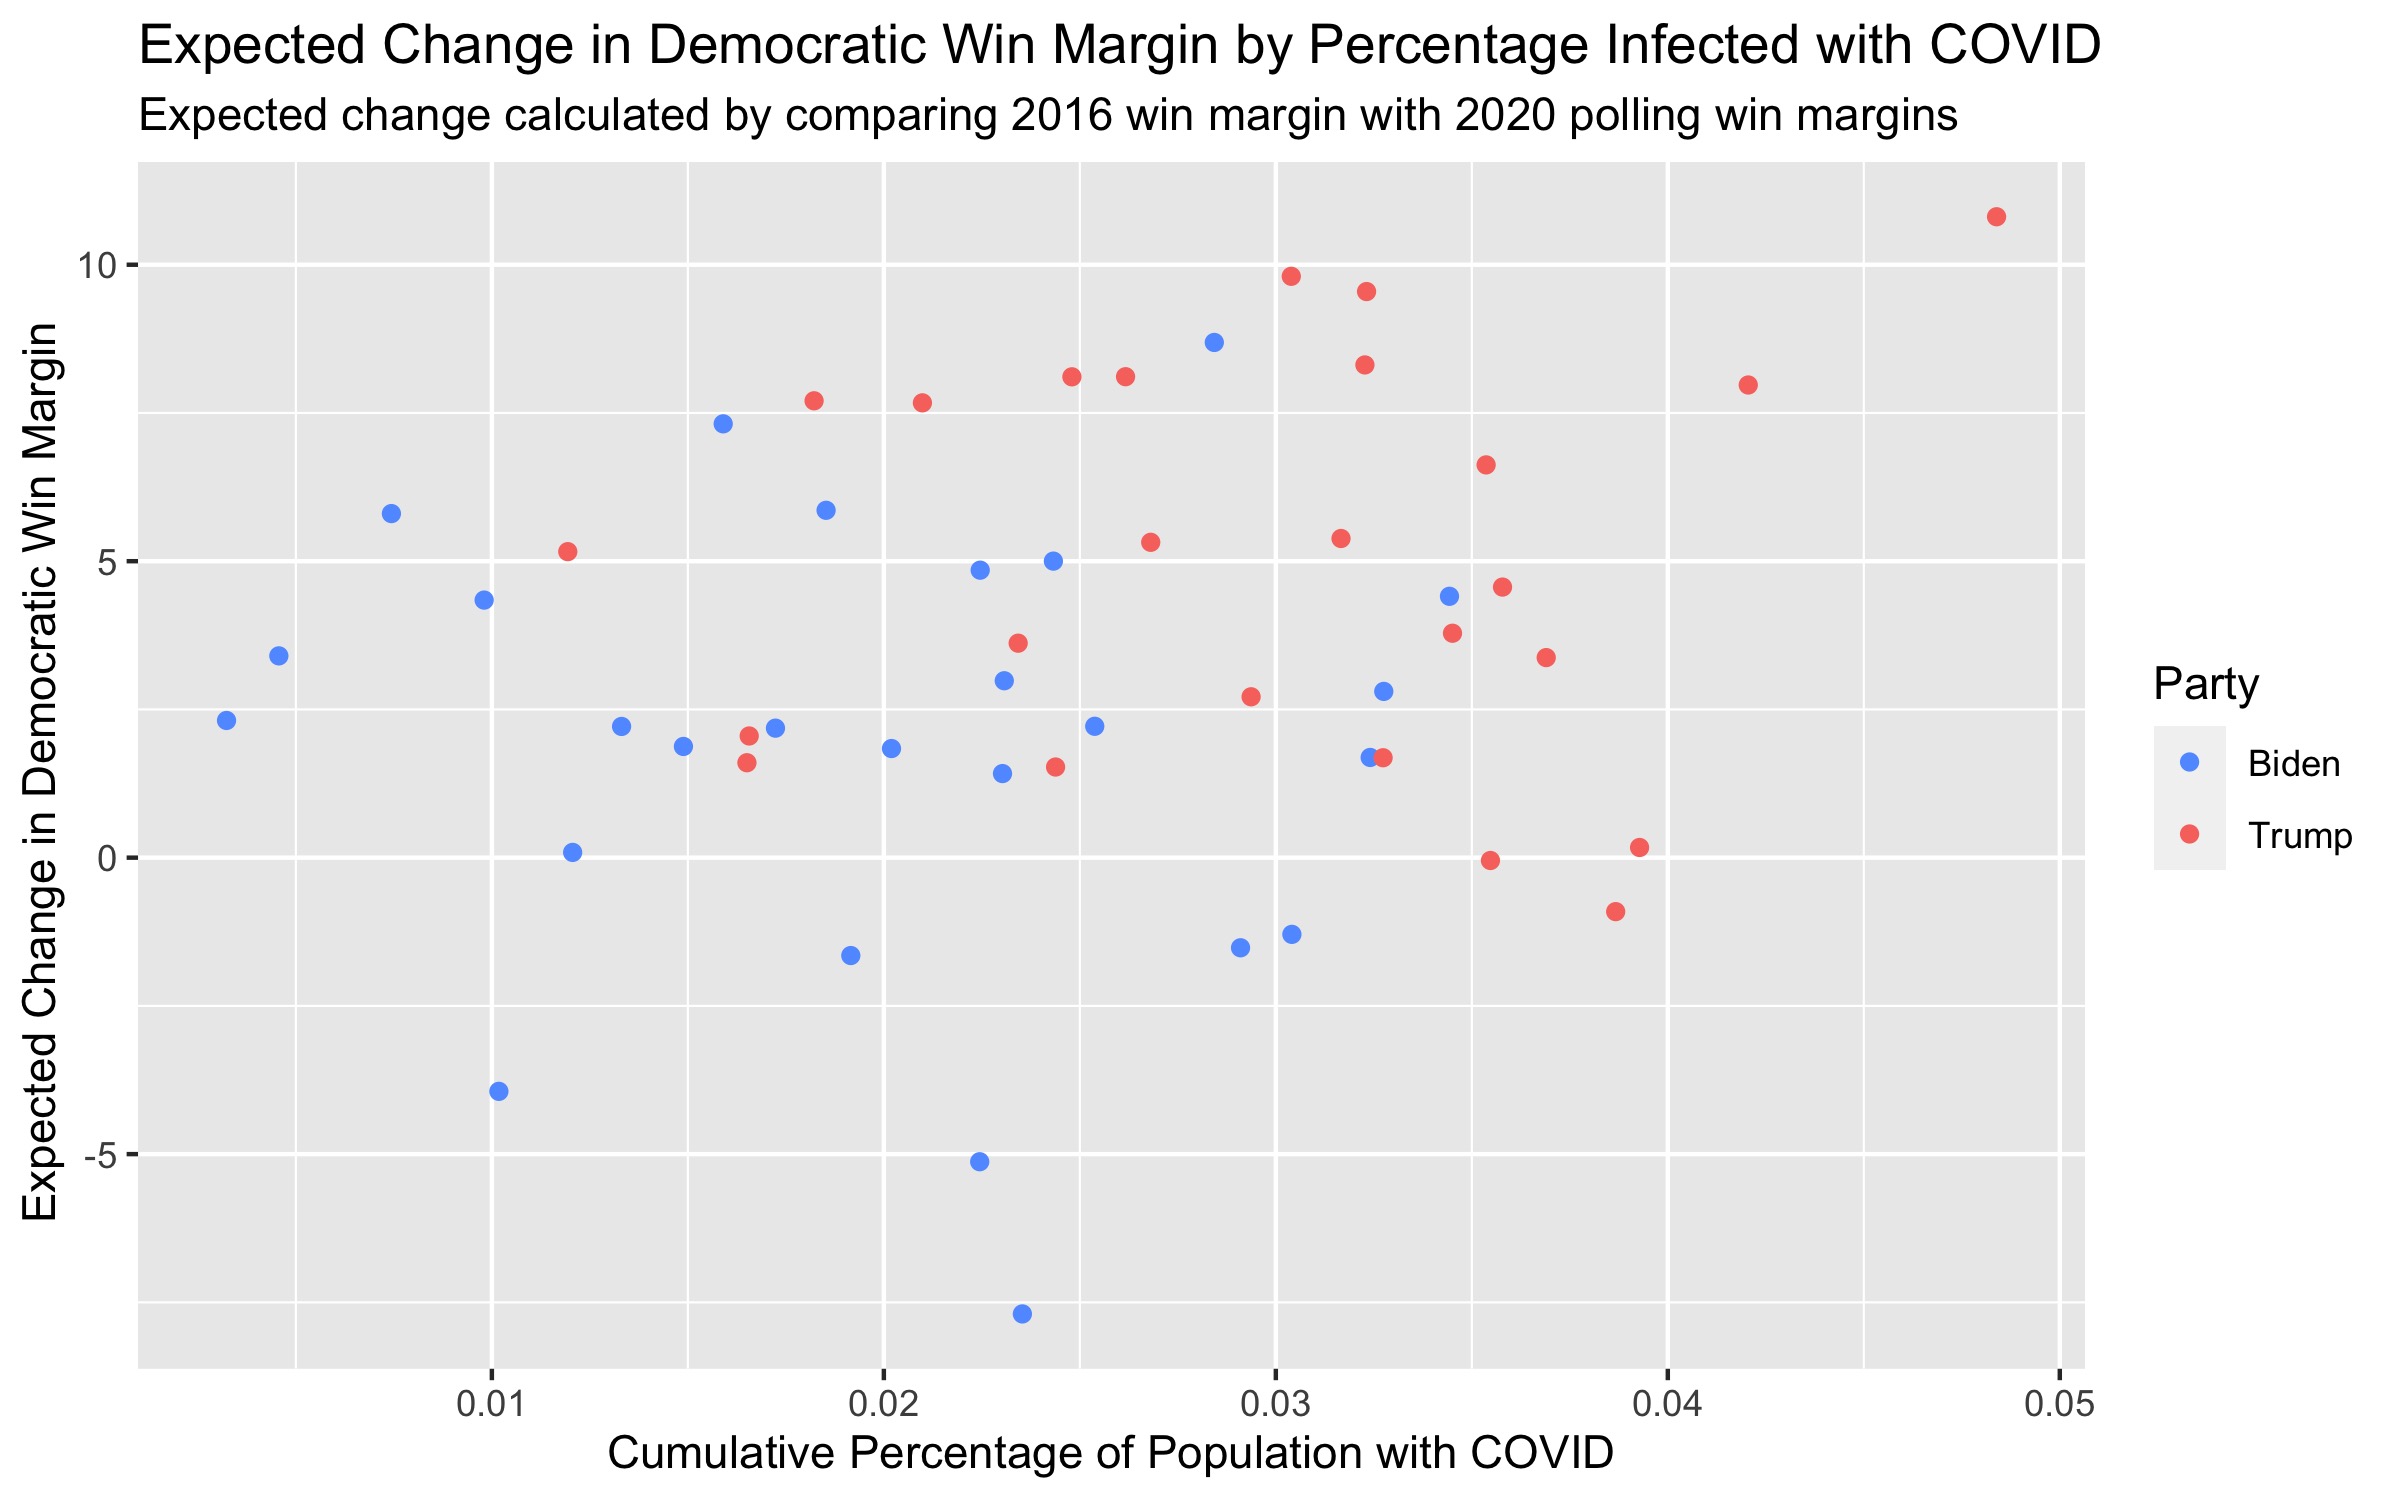 Expected Change in Democratic Win Margin by Percentage Infected with COVID
Expected change calculated by comparing 2016 win margin with 2020 polling win margins
Expected Change in Democratic Win Margin
10
5
0
-5
0.01
0.02
0.03
0.04
0.05
Cumulative Percentage of Population with COVID
Party
Biden
Trump